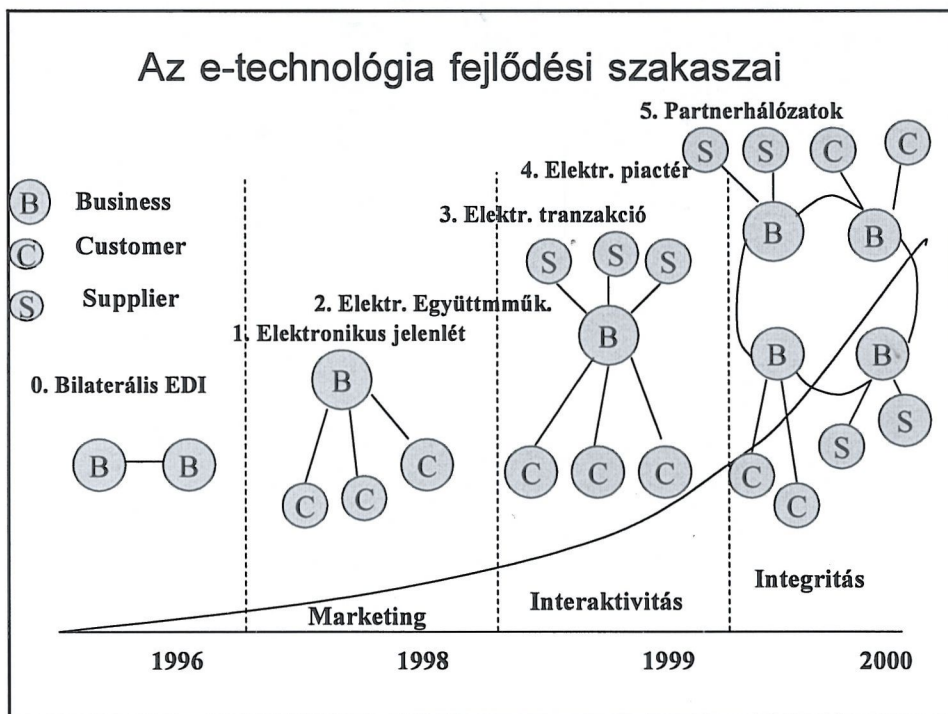 Az e-technológia fejlődési szakaszai
5. Partnerhálózatok
S S C C
4. Elektr. piactér
B Business
3. Elektr. tranzakció
B B
C Customer
S S S
S Supplier
2. Elektr. Együttmműk.
1. Elektronikus jelenlét
B
B B
0. Bilaterális EDI
B
S
S
B B
C
C C C
C
C C
C
Integritás
Interaktivitás
Marketing
1996 1998 1999 2000